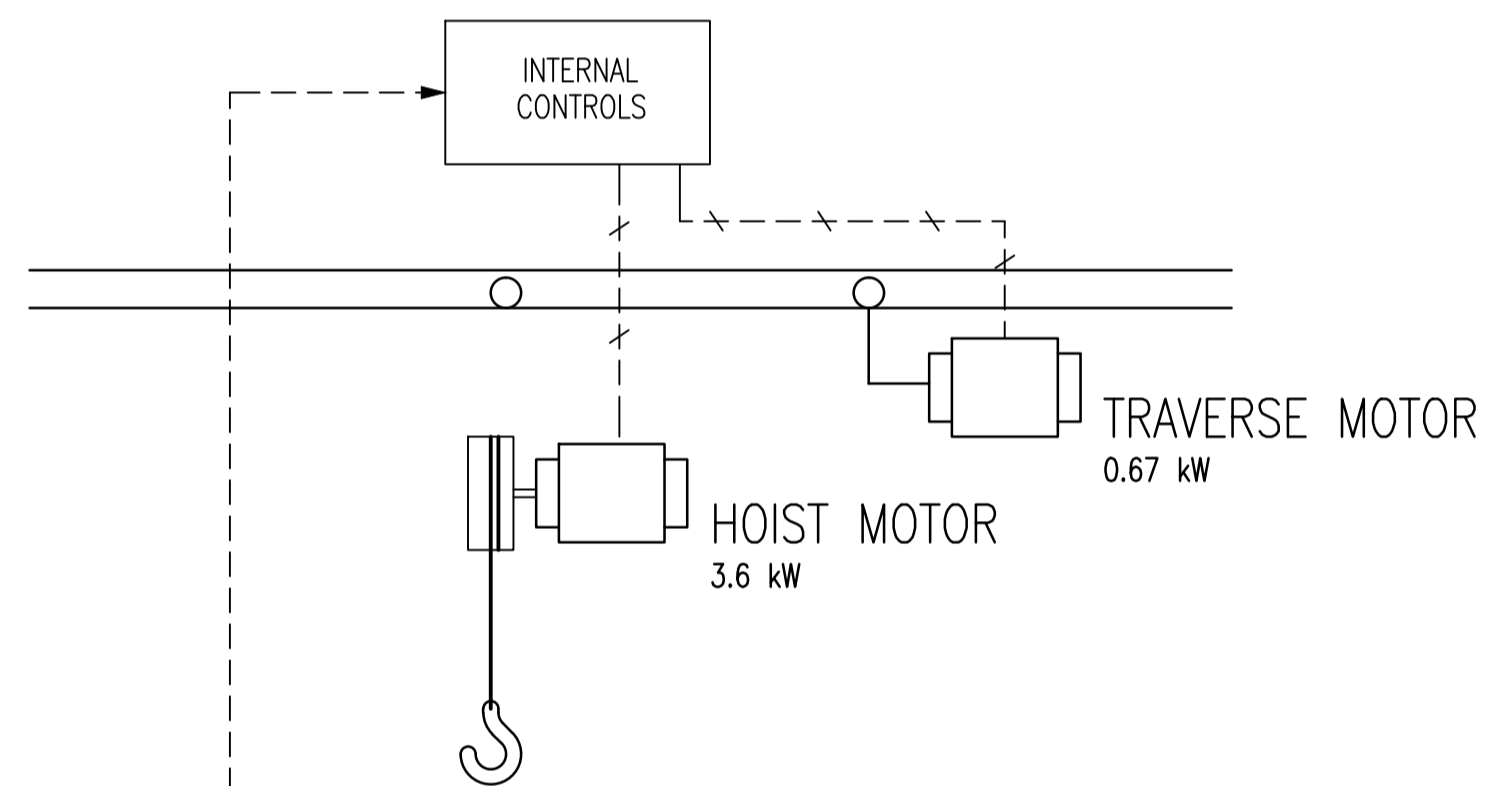 INTERNAL
CONTROLS
TRAVERSE MOTOR
0.67 kW
HOIST MOTOR
3.6 kW